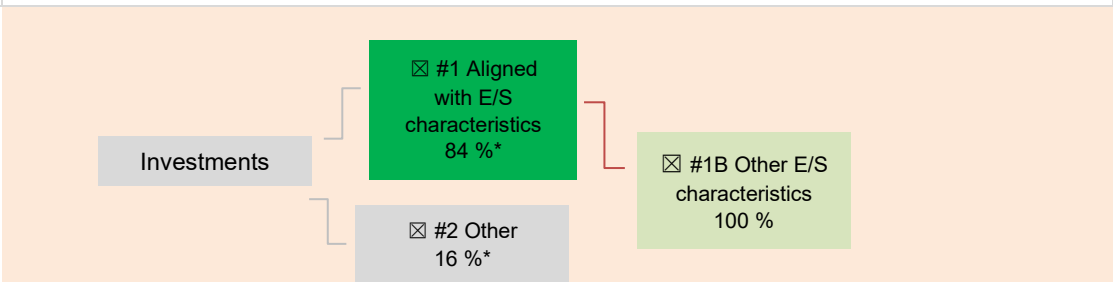 ☒ #1 Aligned
with E/S
characteristics
84 %*
Investments
☒ #1B Other E/S
characteristics
100 %
☒ #2 Other
16 %*